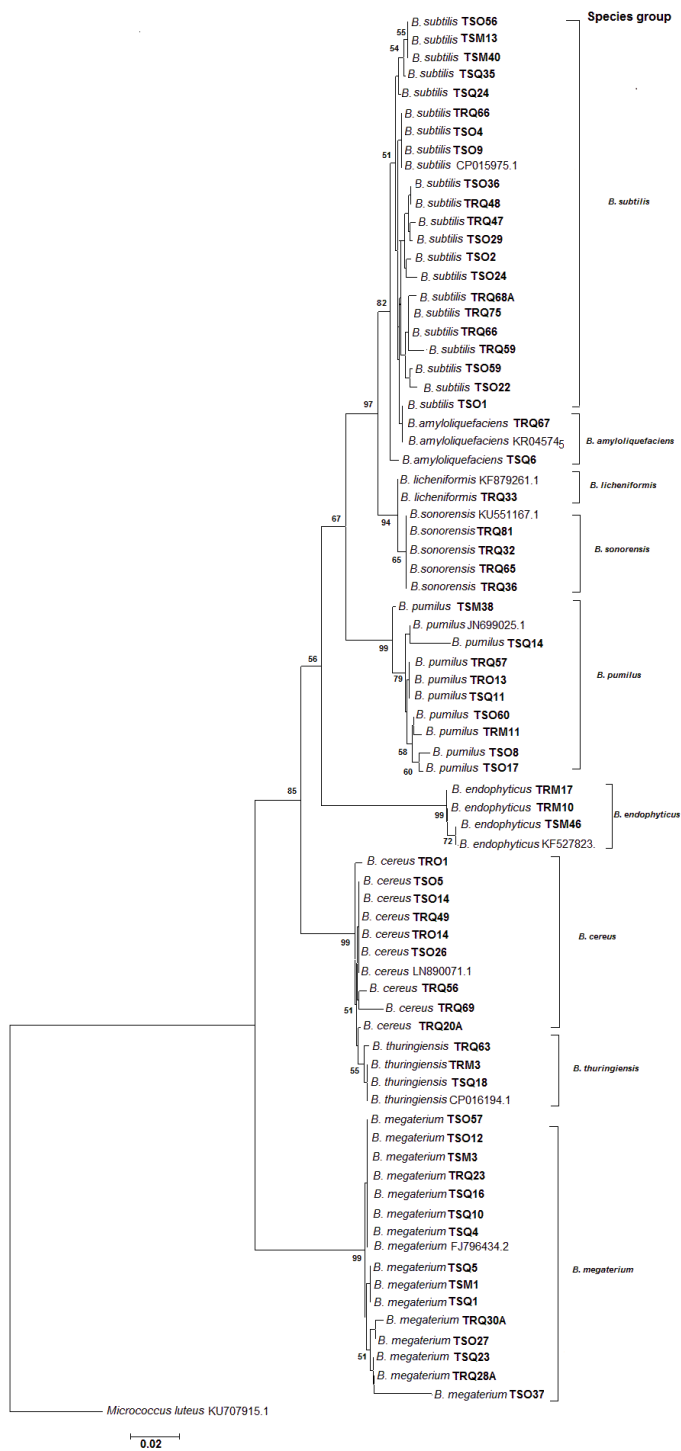 Species group
55
B. subtilis TSO56
B. subtilis TSM13
54
B. subtilis TSM40
B. subtilis TSQ35
B. subtilis TSQ24
B. subtilis TRQ66
B. subtilis TSO4
51
B. subtilis TSO9
B. subtilis CP015975.1
B. subtilis TSO36
B. subtilis TRQ48
B. subtilis
B. subtilis TRQ47
B. subtilis TSO29
B. subtilis TSO2
B. subtilis TSO24
82
B. subtilis TRQ68A
B. subtilis TRQ75
B. subtilis TRQ66
B. subtilis TRQ59
B. subtilis TSO59
B. subtilis TSO22
97
B. subtilis TSO1
B. amyloliquefaciens TRQ67
B. amyloliquefaciens KR045745
B. amyloliquefaciens
B. amyloliquefaciens TSQ6
B. licheniformis KF879261.1
B. licheniformis
B. licheniformis TRQ33
B. sonorensis KU551167.1
67
94
B. sonorensis TRQ81
B. sonorensis TRQ32
B. sonorensis
65
B. sonorensis TRQ65
B. sonorensis TRQ36
B. pumilus TSM38
B. pumilus JN699025.1
99
B. pumilus TSQ14
56
B. pumilus TRQ57
B. pumilus
79
B. pumilus TRO13
B. pumilus TSQ11
B. pumilus TSO60
B. pumilus TRM11
58
B. pumilus TSO8
60
B. pumilus TSO17
85
B. endophyticus TRM17
99
B. endophyticus TRM10
B. endophyticus
B. endophyticus TSM46
72
B. endophyticus KF527823.
B. cereus TRO1
B. cereus TSO5
B. cereus TSO14
B. cereus TRQ49
B. cereus TRO14
B. cereus
99
B. cereus TSO26
B. cereus LN890071.1
B. cereus TRQ56
51
B. cereus TRQ69
B. cereus TRQ20A
B. thuringiensis TRQ63
B. thuringiensis TRM3
B. thuringiensis
55
B. thuringiensis TSQ18
B. thuringiensis CP016194.1
B. megaterium TSO57
B. megaterium TSO12
B. megaterium TSM3
B. megaterium TRQ23
B. megaterium TSQ16
B. megaterium TSQ10
B. megaterium TSQ4
B. megaterium FJ796434.2
99
B. megaterium TSQ5
B. megaterium
B. megaterium TSM1
B. megaterium TSQ1
B. megaterium TRQ30A
B. megaterium TSO27
51
B. megaterium TSQ23
B. megaterium TRQ28A
B. megaterium TSO37
Micrococcus luteus KU707915.1
0.02